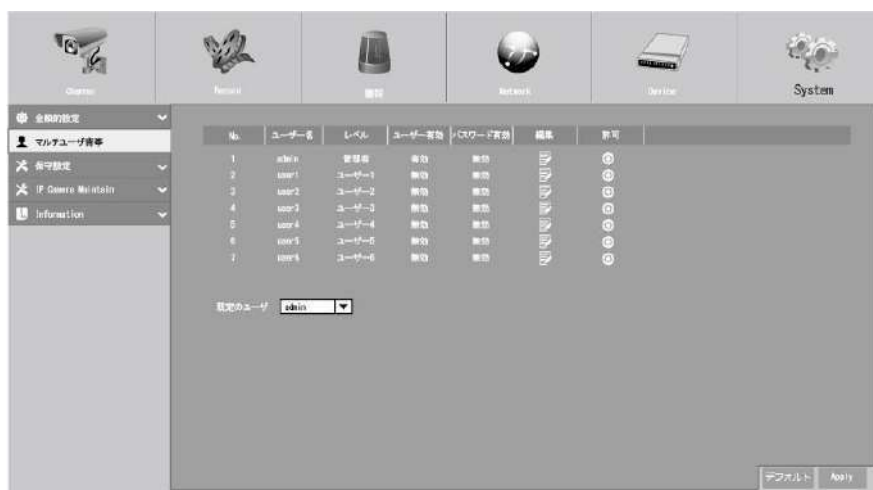 Channel
Record
Network
Device
System
全般的設定
マルチユーザ
保守設定
IP Camera Maintain
Information
No. ユーザー名 レベル ユーザー有効 パスワード有効 編集 許可
1 admin 管理者 有効 無効
2 user1 ユーザー1 無効 無効
3 user2 ユーザー2 無効 無効
4 user3 ユーザー3 無効 無効
5 user4 ユーザー4 無効 無効
6 user5 ユーザー5 無効 無効
7 user6 ユーザー6 無効 無効
既定のユーザ admin
デフォルト Apply